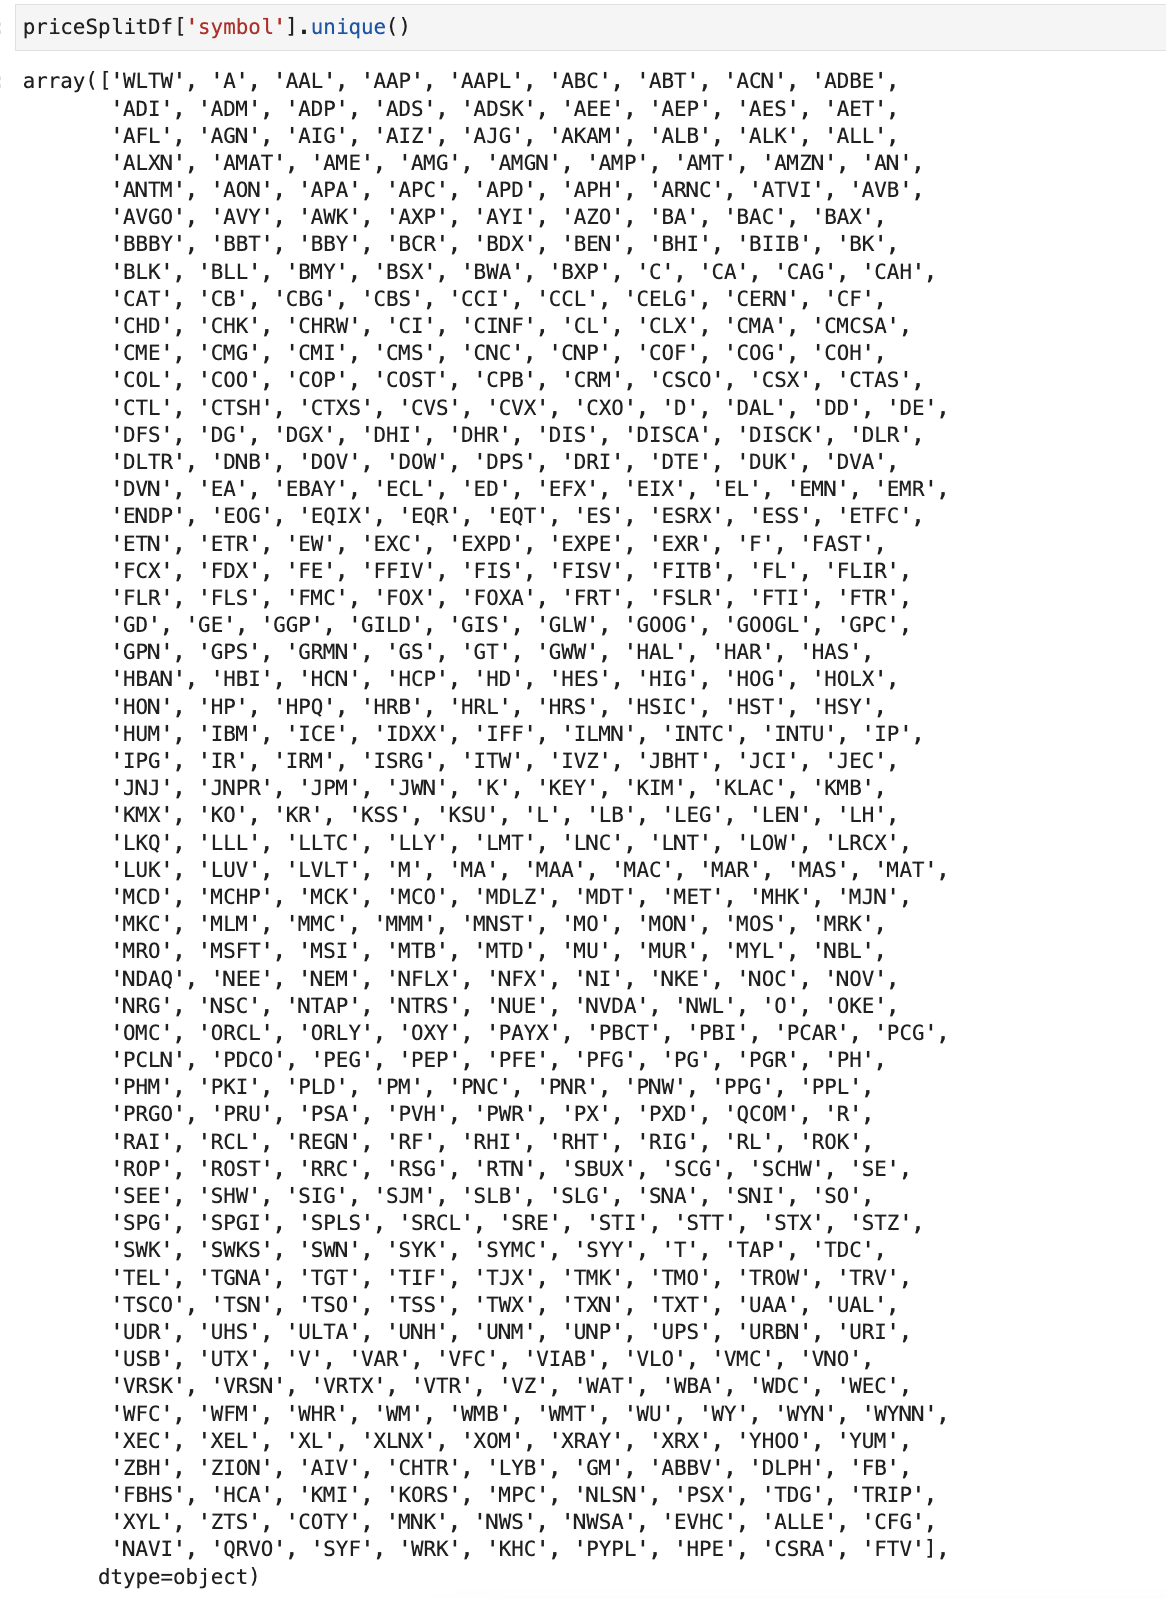 priceSplitDf['symbol'].unique()
array(['WLTW', 'A', 'AAL', 'AAP', 'AAPL', 'ABC', 'ABT', 'ACN', 'ADBE',
'ADI', 'ADM', 'ADP', 'ADS', 'ADSK', 'AEE', 'AEP', 'AES', 'AET',
'AFL', 'AGN', 'AIG', 'AIZ', 'AJG', 'AKAM', 'ALB', 'ALK', 'ALL',
'ALXN', 'AMAT', 'AME', 'AMG', 'AMGN', 'AMP', 'AMT', 'AMZN', 'AN',
'ANTM', 'AON', 'APA', 'APC', 'APD', 'APH', 'ARNC', 'ATVI', 'AVB',
'AVGO', 'AVY', 'AWK', 'AXP', 'AYI', 'AZO', 'BA', 'BAC', 'BAX',
'BBBY', 'BBT', 'BBY', 'BCR', 'BDX', 'BEN', 'BHI', 'BIIB', 'BK',
'BLK', 'BLL', 'BMY', 'BSX', 'BWA', 'BXP', 'C', 'CA', 'CAG', 'CAH',
'CAT', 'CB', 'CBG', 'CBS', 'CCI', 'CCL', 'CELG', 'CERN', 'CF',
'CHD', 'CHK', 'CHRW', 'CI', 'CINF', 'CL', 'CLX', 'CMA', 'CMCSA',
'CME', 'CMG', 'CMI', 'CMS', 'CNC', 'CNP', 'COF', 'COG', 'COH',
'COL', 'COO', 'COP', 'COST', 'CPB', 'CRM', 'CSCO', 'CSX', 'CTAS',
'CTL', 'CTSH', 'CTXS', 'CVS', 'CVX', 'CXO', 'D', 'DAL', 'DD', 'DE',
'DFS', 'DG', 'DGX', 'DHI', 'DHR', 'DIS', 'DISCA', 'DISCK', 'DLR',
'DLTR', 'DNB', 'DOV', 'DOW', 'DPS', 'DRI', 'DTE', 'DUK', 'DVA',
'DVN', 'EA', 'EBAY', 'ECL', 'ED', 'EFX', 'EIX', 'EL', 'EMN', 'EMR',
'ENDP', 'EOG', 'EQIX', 'EQR', 'EQT', 'ES', 'ESRX', 'ESS', 'ETFC',
'ETN', 'ETR', 'EW', 'EXC', 'EXPD', 'EXPE', 'EXR', 'F', 'FAST',
'FCX', 'FDX', 'FE', 'FFIV', 'FIS', 'FISV', 'FITB', 'FL', 'FLIR',
'FLR', 'FLS', 'FMC', 'FOX', 'FOXA', 'FRT', 'FSLR', 'FTI', 'FTR',
'GD', 'GE', 'GGP', 'GILD', 'GIS', 'GLW', 'GOOG', 'GOOGL', 'GPC',
'GPN', 'GPS', 'GRMN', 'GS', 'GT', 'GWW', 'HAL', 'HAR', 'HAS',
'HBAN', 'HBI', 'HCN', 'HCP', 'HD', 'HES', 'HIG', 'HOG', 'HOLX',
'HON', 'HP', 'HPQ', 'HRB', 'HRL', 'HRS', 'HSIC', 'HST', 'HSY',
'HUM', 'IBM', 'ICE', 'IDXX', 'IFF', 'ILMN', 'INTC', 'INTU', 'IP',
'IPG', 'IR', 'IRM', 'ISRG', 'ITW', 'IVZ', 'JBHT', 'JCI', 'JEC',
'JNJ', 'JNPR', 'JPM', 'JWN', 'K', 'KEY', 'KIM', 'KLAC', 'KMB',
'KMX', 'KO', 'KR', 'KSS', 'KSU', 'L', 'LB', 'LEG', 'LEN', 'LH',
'LKQ', 'LLL', 'LLTC', 'LLY', 'LMT', 'LNC', 'LNT', 'LOW', 'LRCX',
'LUK', 'LUV', 'LVLT', 'M', 'MA', 'MAA', 'MAC', 'MAR', 'MAS', 'MAT',
'MCD', 'MCHP', 'MCK', 'MCO', 'MDLZ', 'MDT', 'MET', 'MHK', 'MJN',
'MKC', 'MLM', 'MMC', 'MMM', 'MNST', 'MO', 'MON', 'MOS', 'MRK',
'MRO', 'MSFT', 'MSI', 'MTB', 'MTD', 'MU', 'MUR', 'MYL', 'NBL',
'NDAQ', 'NEE', 'NEM', 'NFLX', 'NFX', 'NI', 'NKE', 'NOC', 'NOV',
'NRG', 'NSC', 'NTAP', 'NTRS', 'NUE', 'NVDA', 'NWL', 'O', 'OKE',
'OMC', 'ORCL', 'ORLY', 'OXY', 'PAYX', 'PBCT', 'PBI', 'PCAR', 'PCG',
'PCLN', 'PDCO', 'PEG', 'PEP', 'PFE', 'PFG', 'PG', 'PGR', 'PH',
'PHM', 'PKI', 'PLD', 'PM', 'PNC', 'PNR', 'PNW', 'PPG', 'PPL',
'PRGO', 'PRU', 'PSA', 'PVH', 'PWR', 'PX', 'PXD', 'QCOM', 'R',
'RAI', 'RCL', 'REGN', 'RF', 'RHI', 'RHT', 'RIG', 'RL', 'ROK',
'ROP', 'ROST', 'RRC', 'RSG', 'RTN', 'SBUX', 'SCG', 'SCHW', 'SE',
'SEE', 'SHW', 'SIG', 'SJM', 'SLB', 'SLG', 'SNA', 'SNI', 'SO',
'SPG', 'SPGI', 'SPLS', 'SRCL', 'SRE', 'STI', 'STT', 'STX', 'STZ',
'SWK', 'SWKS', 'SWN', 'SYK', 'SYMC', 'SYY', 'T', 'TAP', 'TDC',
'TEL', 'TGNA', 'TGT', 'TIF', 'TJX', 'TMK', 'TMO', 'TROW', 'TRV',
'TSCO', 'TSN', 'TSO', 'TSS', 'TWX', 'TXN', 'TXT', 'UAA', 'UAL',
'UDR', 'UHS', 'ULTA', 'UNH', 'UNM', 'UNP', 'UPS', 'URBN', 'URI',
'USB', 'UTX', 'V', 'VAR', 'VFC', 'VIAB', 'VLO', 'VMC', 'VNO',
'VRSK', 'VRSN', 'VRTX', 'VTR', 'VZ', 'WAT', 'WBA', 'WDC', 'WEC',
'WFC', 'WFM', 'WHR', 'WM', 'WMB', 'WMT', 'WU', 'WY', 'WYN', 'WYNN',
'XEC', 'XEL', 'XL', 'XLNX', 'XOM', 'XRAY', 'XRX', 'YHOO', 'YUM',
'ZBH', 'ZION', 'AIV', 'CHTR', 'LYB', 'GM', 'ABBV', 'DLPH', 'FB',
'FBHS', 'HCA', 'KMI', 'KORS', 'MPC', 'NLSN', 'PSX', 'TDG', 'TRIP',
'XYL', 'ZTS', 'COTY', 'MNK', 'NWS', 'NWSA', 'EVHC', 'ALLE', 'CFG',
'NAVI', 'QRVO', 'SYF', 'WRK', 'KHC', 'PYPL', 'HPE', 'CSRA', 'FTV'],
dtype=object)